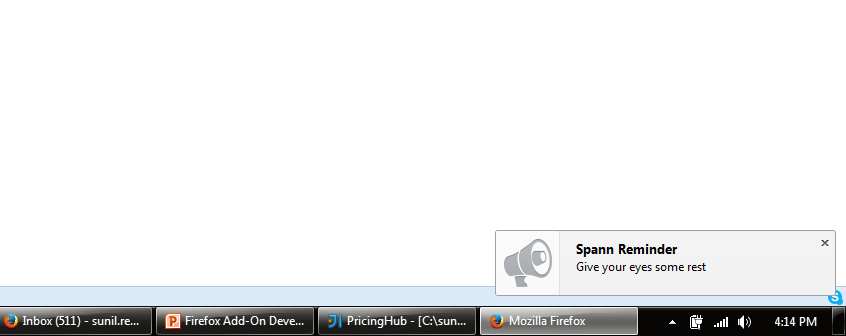 Spann Reminder
Give your eyes some rest
Inbox (511) - sunil.re...
Firefox Add-On Deve...
PricingHub - [C:\sun...
Mozilla Firefox
4:14 PM